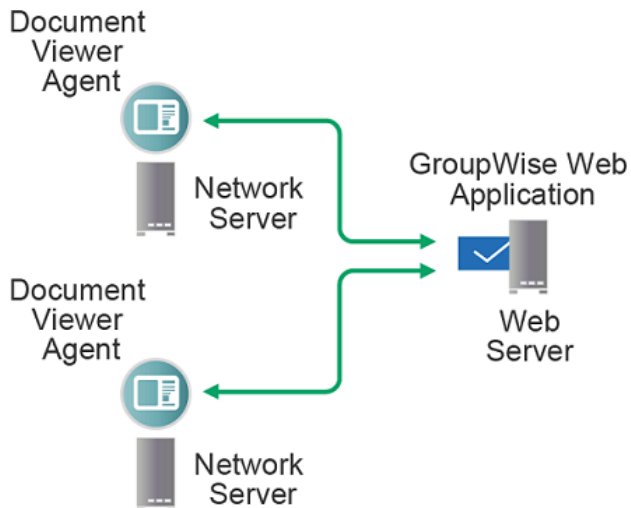 Document
Viewer
Agent
Network
Server
GroupWise Web
Application
Web
Server
Document
Viewer
Agent
Network
Server